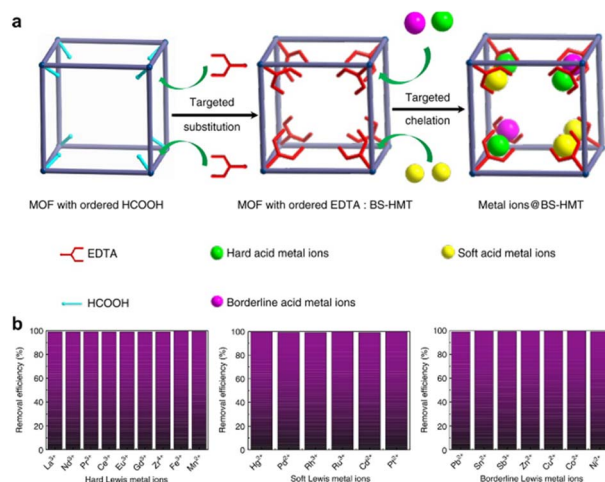 a
Targeted
substitution
Targeted
chelation
MOF with ordered HCOOH
MOF with ordered EDTA : BS-HMT
Metal ions@BS-HMT
EDTA
Hard acid metal ions
Soft acid metal ions
HCOOH
Borderline acid metal ions
b
Removal efficiency (%)
100
80
60
40
20
0
La³⁺ Nd³⁺ Pr³⁺ Ce³⁺ Eu³⁺ Gd³⁺ Zr⁴⁺ Fe³⁺ Mn²⁺
Hard Lewis metal ions
Removal efficiency (%)
100
80
60
40
20
0
Hg²⁺ Pd²⁺ Rh³⁺ Ru³⁺ Cd²⁺ Pt²⁺
Soft Lewis metal ions
Removal efficiency (%)
100
80
60
40
20
0
Pb²⁺ Sn²⁺ Sb³⁺ Zn²⁺ Cu²⁺ Co²⁺ Ni²⁺
Borderline Lewis metal ions